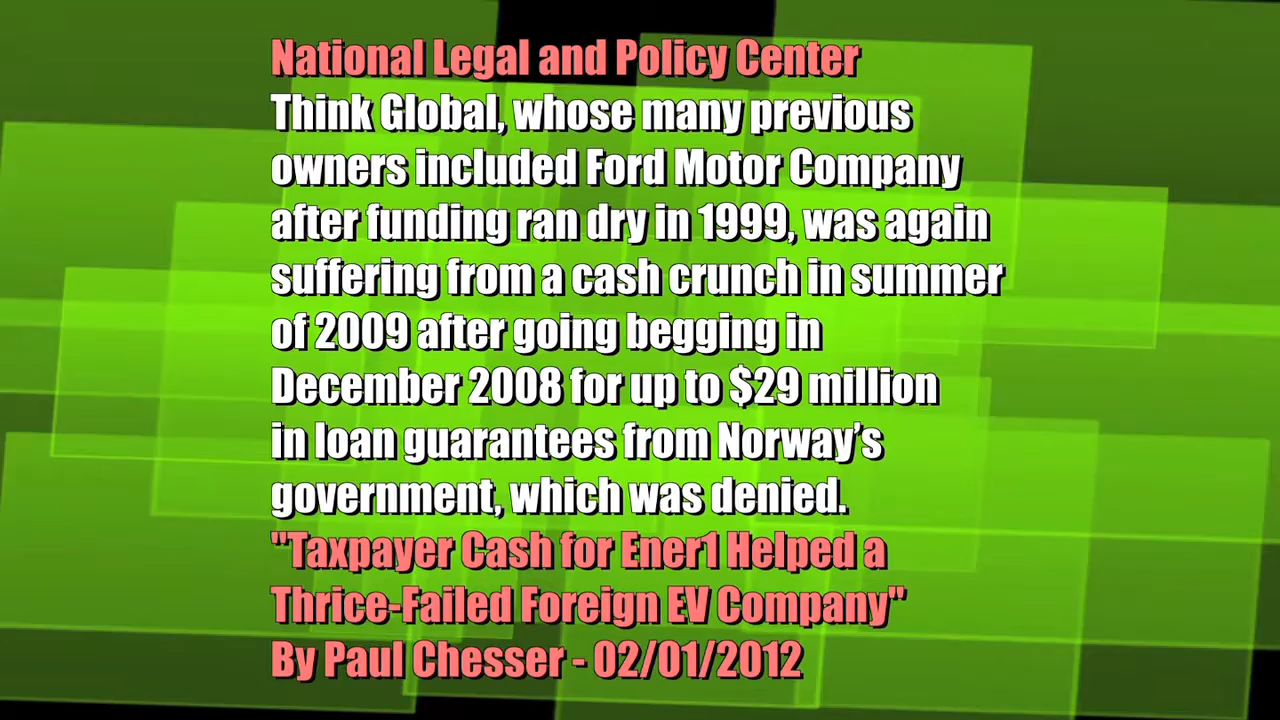 National Legal and Policy Center
Think Global, whose many previous
owners included Ford Motor Company
after funding ran dry in 1999, was again
suffering from a cash crunch in summer
of 2009 after going begging in
December 2008 for up to $29 million
in loan guarantees from Norway’s
government, which was denied.
"Taxpayer Cash for Ener1 Helped a
Thrice-Failed Foreign EV Company"
By Paul Chesser - 02/01/2012